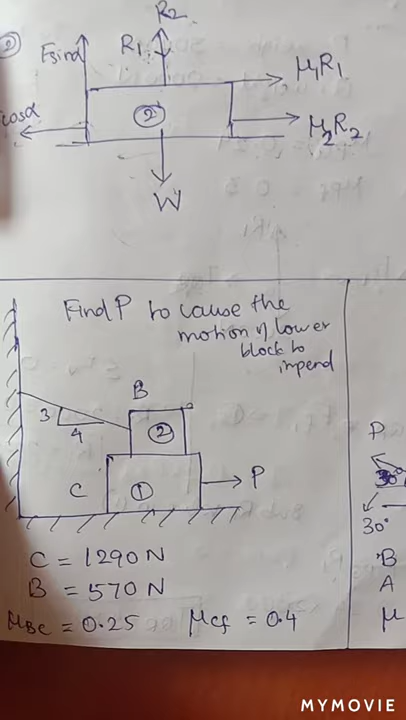 2
R2
Fsinα
R1
μ1R1
cosα
2
μ2R2
W
Find P to cause the
motion of lower
block to
impend
B
3
4
2
C
1
P
P
30°
30°
C = 1290 N
B = 570 N
'B
A
μBC = 0.25 μcf = 0.4
μ
MYMOVIE